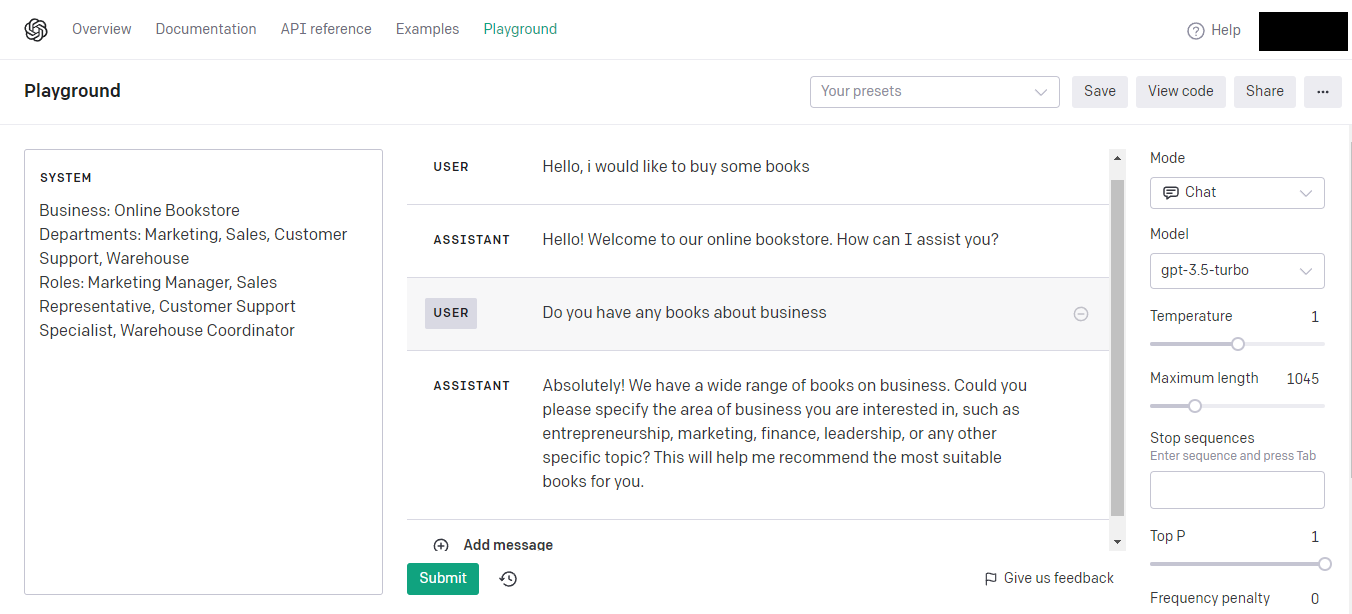 Overview Documentation API reference Examples Playground Help
Playground
Your presets Save View code Share ...
SYSTEM
Business: Online Bookstore
Departments: Marketing, Sales, Customer
Support, Warehouse
Roles: Marketing Manager, Sales
Representative, Customer Support
Specialist, Warehouse Coordinator
USER Hello, i would like to buy some books
ASSISTANT Hello! Welcome to our online bookstore. How can I assist you?
USER Do you have any books about business
ASSISTANT Absolutely! We have a wide range of books on business. Could you
please specify the area of business you are interested in, such as
entrepreneurship, marketing, finance, leadership, or any other
specific topic? This will help me recommend the most suitable
books for you.
Add message
Submit Give us feedback
Mode
Chat
Model
gpt-3.5-turbo
Temperature 1
Maximum length 1045
Stop sequences
Enter sequence and press Tab
Top P 1
Frequency penalty 0